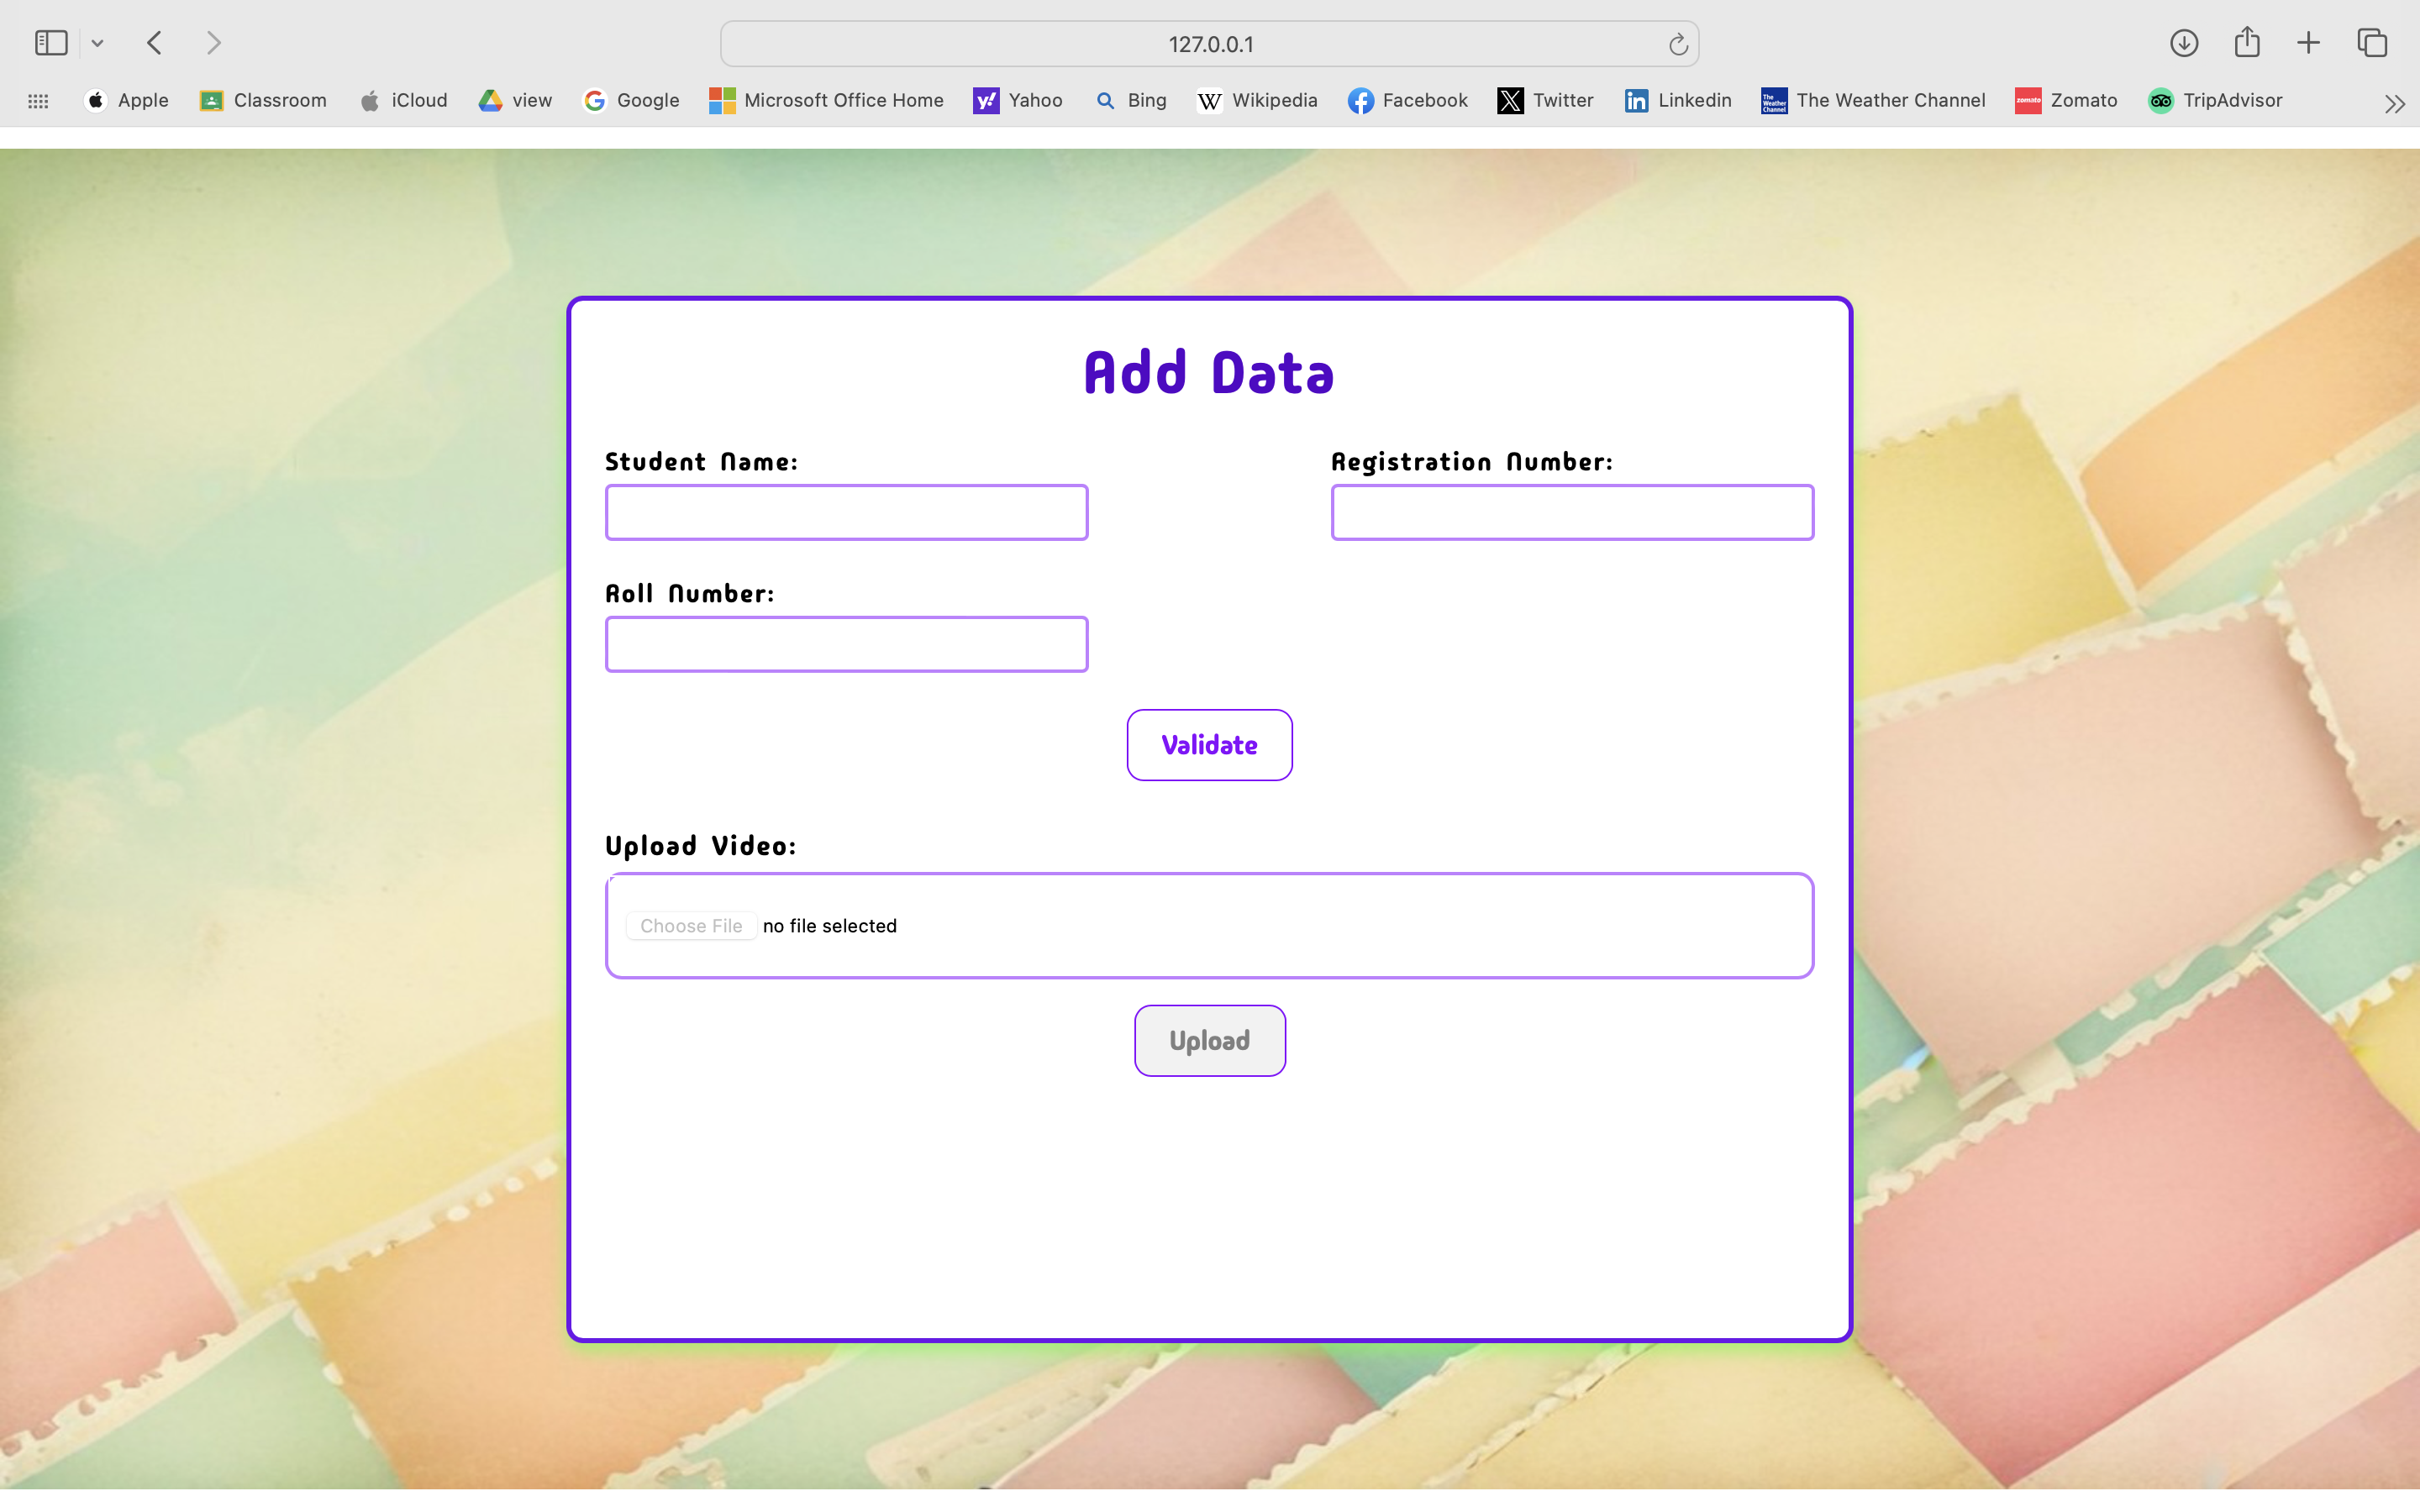 127.0.0.1
Apple Classroom iCloud view Google Microsoft Office Home Yahoo Bing Wikipedia Facebook Twitter Linkedin The Weather Channel Zomato TripAdvisor
Add Data
Student Name: Registration Number:
Roll Number:
Validate
Upload Video:
Choose File no file selected
Upload